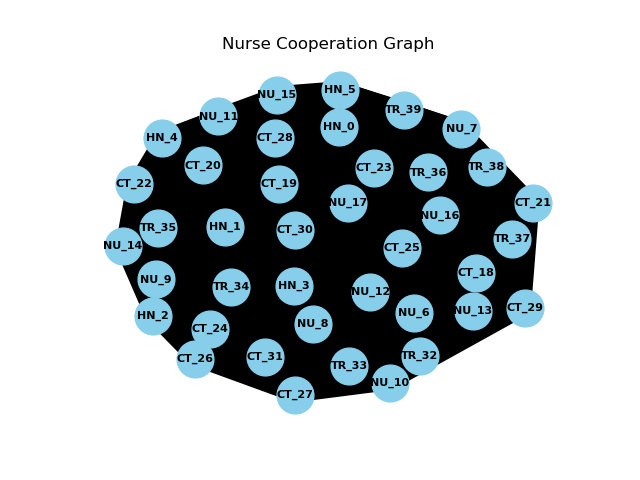 Nurse Cooperation Graph
HN_5
NU_15
TR_39
NU_11
HN_0
NU_7
HN_4
CT_28
CT_20
CT_23
TR_38
TR_36
CT_22
CT_19
NU_17
CT_21
NU_16
TR_35
HN_1
CT_30
TR_37
NU_14
CT_25
CT_18
NU_9
TR_34
HN_3
NU_12
CT_29
NU_13
NU_6
HN_2
NU_8
CT_24
TR_32
CT_31
CT_26
TR_33
NU_10
CT_27